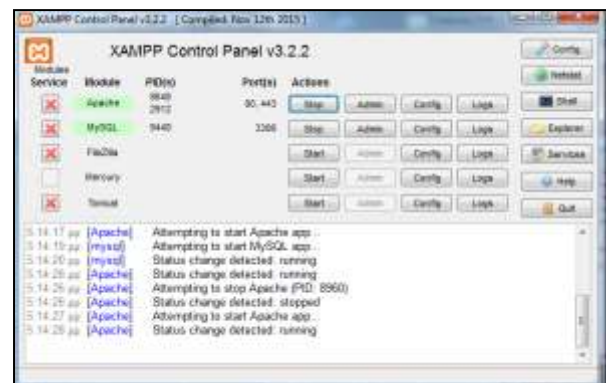 XAMPP Control Panel v3.2.2 [ Compiled: Nov 12th 2015 ]
XAMPP Control Panel v3.2.2
Config
Netstat
Shell
Explorer
Services
Help
Quit
Modules
Service Module PID(s) Port(s) Actions
Apache 2912 80, 443 Stop Admin Config Logs
MySQL 9440 3306 Stop Admin Config Logs
FileZilla Start Admin Config Logs
Mercury Start Admin Config Logs
Tomcat Start Admin Config Logs
[Apache] Attempting to start Apache app...
[mysql] Attempting to start MySQL app...
[mysql] Status change detected: running
[Apache] Status change detected: running
[Apache] Attempting to stop Apache (PID: 8960)
[Apache] Status change detected: stopped
[Apache] Attempting to start Apache app...
[Apache] Status change detected: running